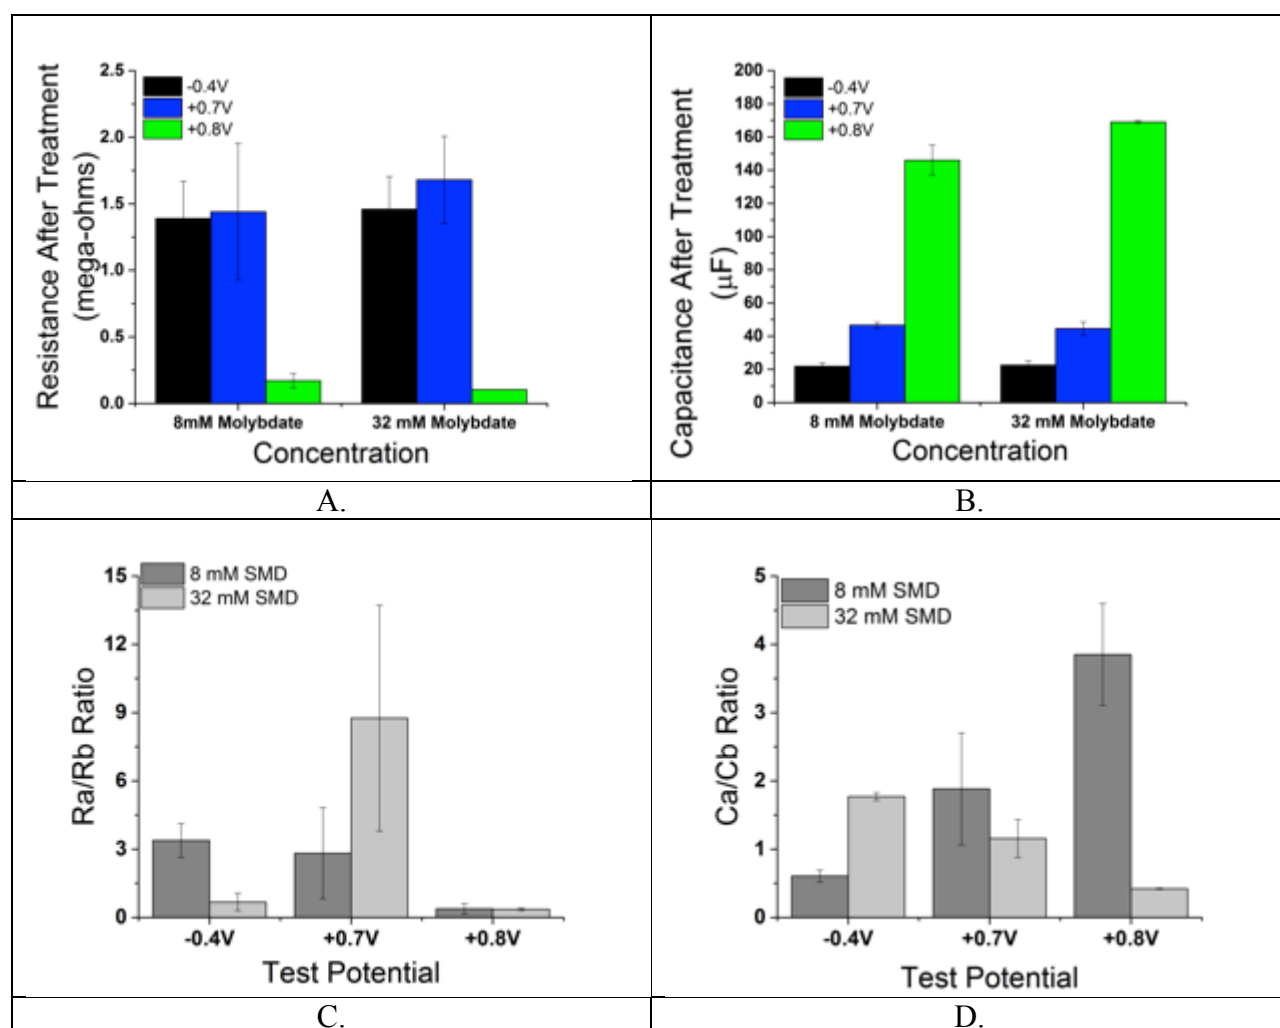 Resistance After Treatment
(mega-ohms)
2.5
2.0
1.5
1.0
0.5
0.0
-0.4V
+0.7V
+0.8V
8mM Molybdate
32 mM Molybdate
Concentration
A.
Capacitance After Treatment
(μF)
200
180
160
140
120
100
80
60
40
20
0
-0.4V
+0.7V
+0.8V
8 mM Molybdate
32 mM Molybdate
Concentration
B.
Ra/Rb Ratio
15
12
9
6
3
0
8 mM SMD
32 mM SMD
-0.4V
+0.7V
+0.8V
Test Potential
C.
Ca/Cb Ratio
5
4
3
2
1
0
8 mM SMD
32 mM SMD
-0.4V
+0.7V
+0.8V
Test Potential
D.